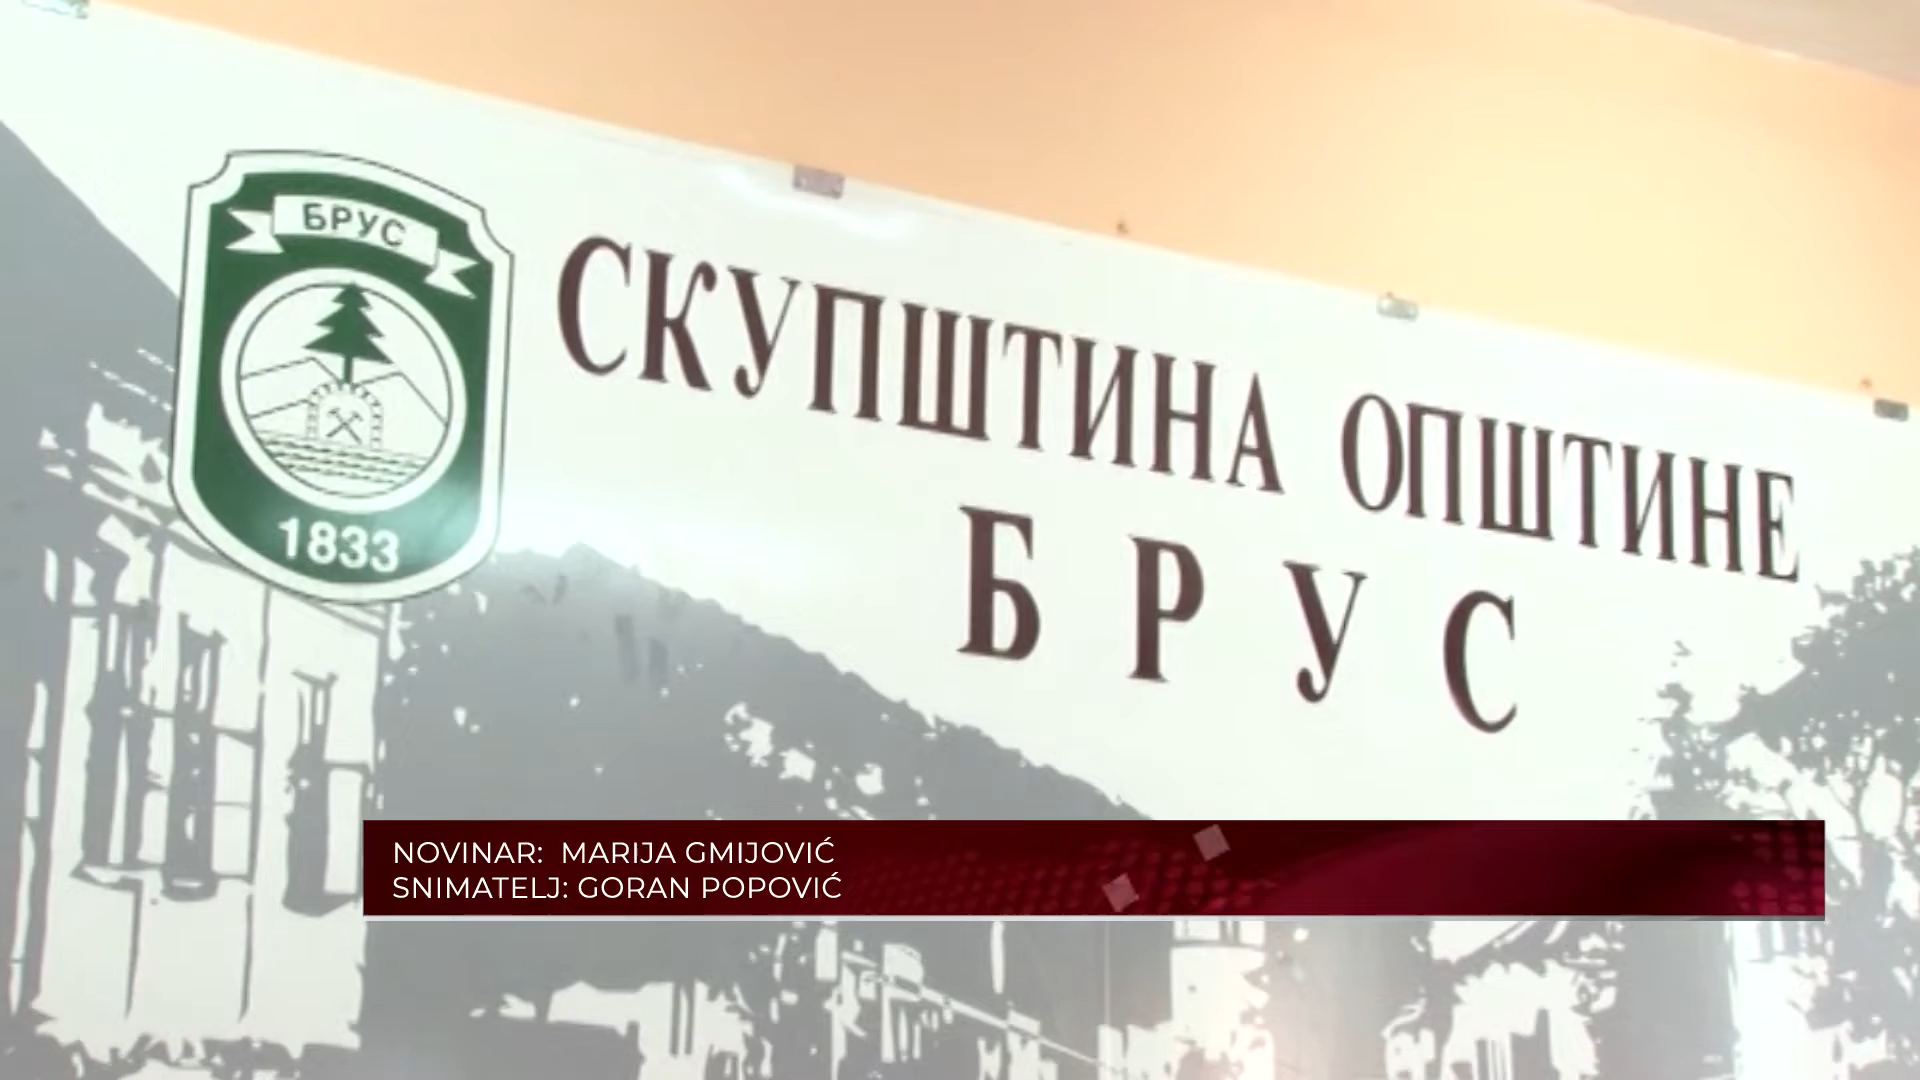 БРУС
1833
СКУПШТИНА ОПШТИНЕ
БРУС
NOVINAR: MARIJA GMIJOVIĆ
SNIMATELJ: GORAN POPOVIĆ